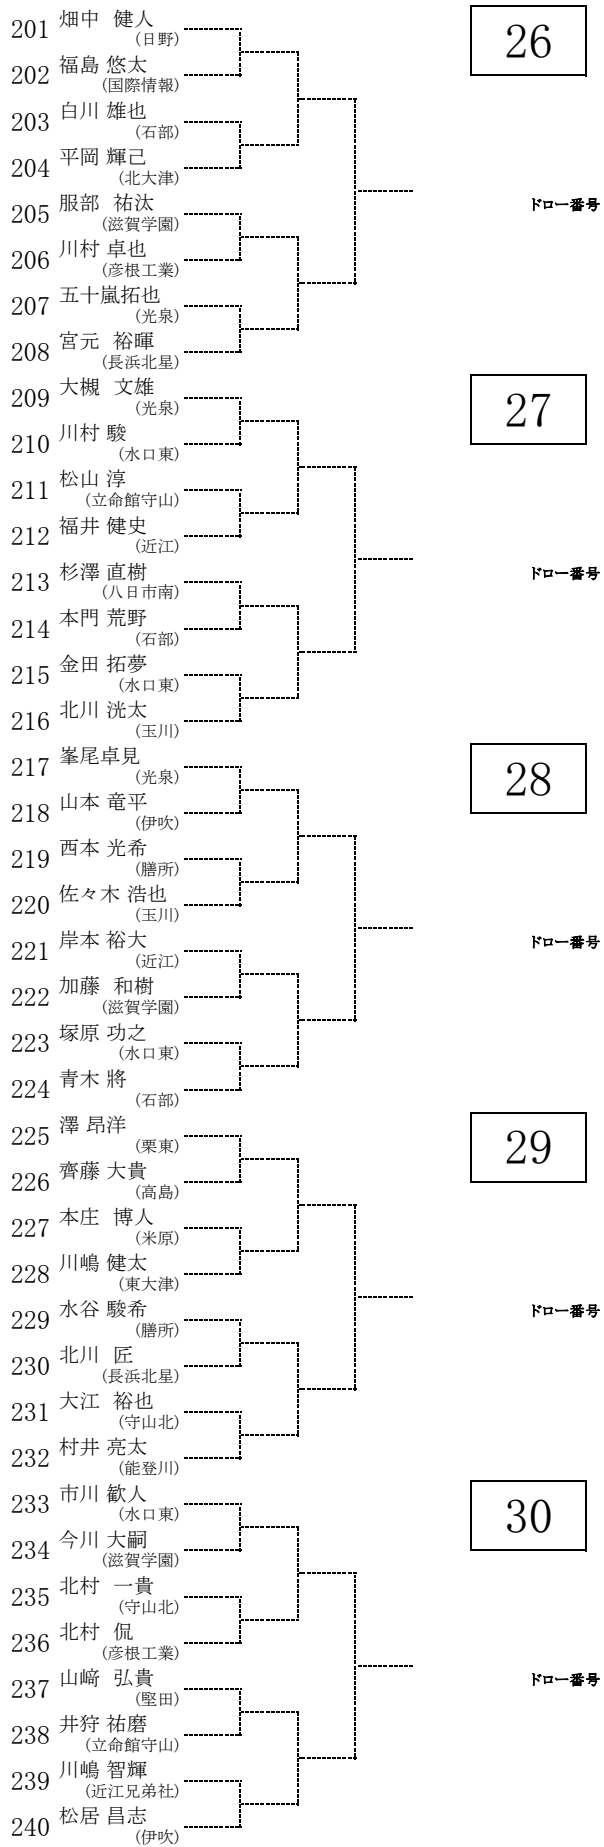 201 畑中 健人
(日野)
26
202 福島 悠太
(国際情報)
203 白川 雄也
(石部)
204 平岡 輝己
(北大津)
205 服部 祐汰
(滋賀学園)
ドロー番号
206 川村 卓也
(彦根工業)
207 五十嵐拓也
(光泉)
208 宮元 裕暉
(長浜北星)
209 大槻 文雄
(光泉)
27
210 川村 駿
(水口東)
211 松山 淳
(立命館守山)
212 福井 健史
(近江)
213 杉澤 直樹
(八日市南)
ドロー番号
214 本門 荒野
(石部)
215 金田 拓夢
(水口東)
216 北川 洸太
(玉川)
217 峯尾卓見
(光泉)
28
218 山本 竜平
(伊吹)
219 西本 光希
(膳所)
220 佐々木 浩也
(玉川)
221 岸本 裕大
(近江)
ドロー番号
222 加藤 和樹
(滋賀学園)
223 塚原 功之
(水口東)
224 青木 將
(石部)
225 澤 昂洋
(栗東)
29
226 齊藤 大貴
(高島)
227 本庄 博人
(米原)
228 川嶋 健太
(東大津)
229 水谷 駿希
(膳所)
ドロー番号
230 北川 匠
(長浜北星)
231 大江 裕也
(守山北)
232 村井 亮太
(能登川)
233 市川 歓人
(水口東)
30
234 今川 大嗣
(滋賀学園)
235 北村 一貴
(守山北)
236 北村 侃
(彦根工業)
237 山﨑 弘貴
(堅田)
ドロー番号
238 井狩 祐磨
(立命館守山)
239 川嶋 智輝
(近江兄弟社)
240 松居 昌志
(伊吹)